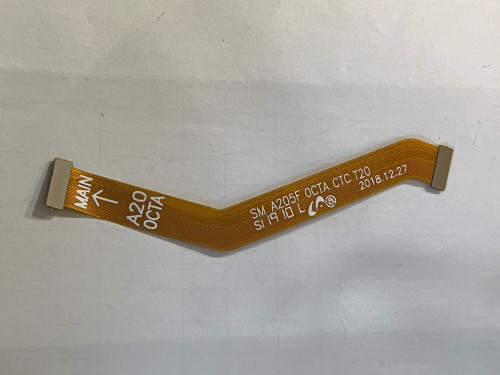 MAIN
A20
OCTA
SM_A205F OCTA CTC T20
SI 19 10 L
2018.12.27